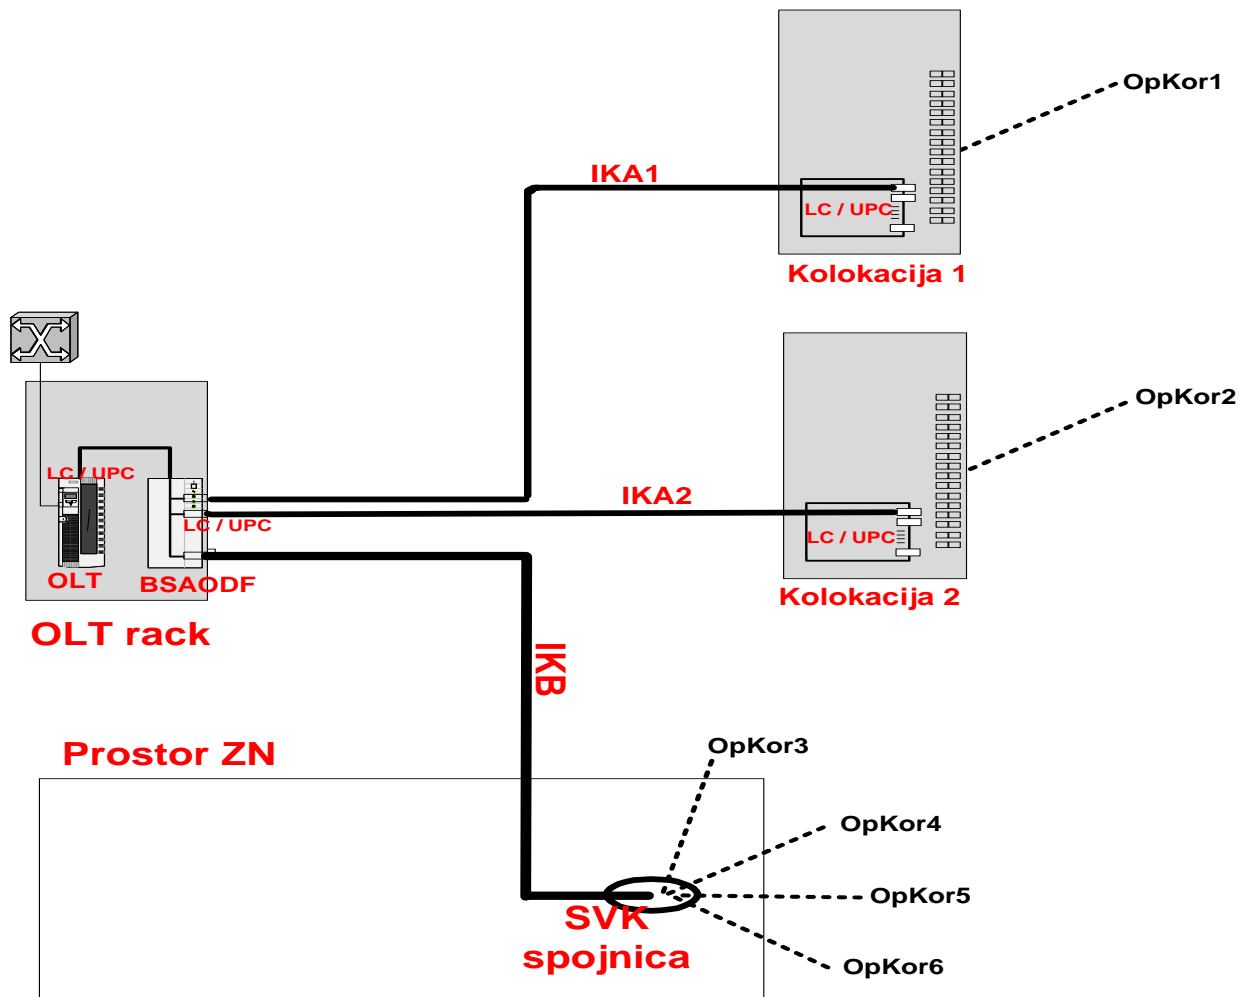 OpKor1
IKA1
LC / UPC
Kolokacija 1
OpKor2
LC / UPC
IKA2
LC / UPC
LC / UPC
OLT
BSAODF
Kolokacija 2
OLT rack
IKB
Prostor ZN
OpKor3
OpKor4
OpKor5
SVK
spojnica
OpKor6